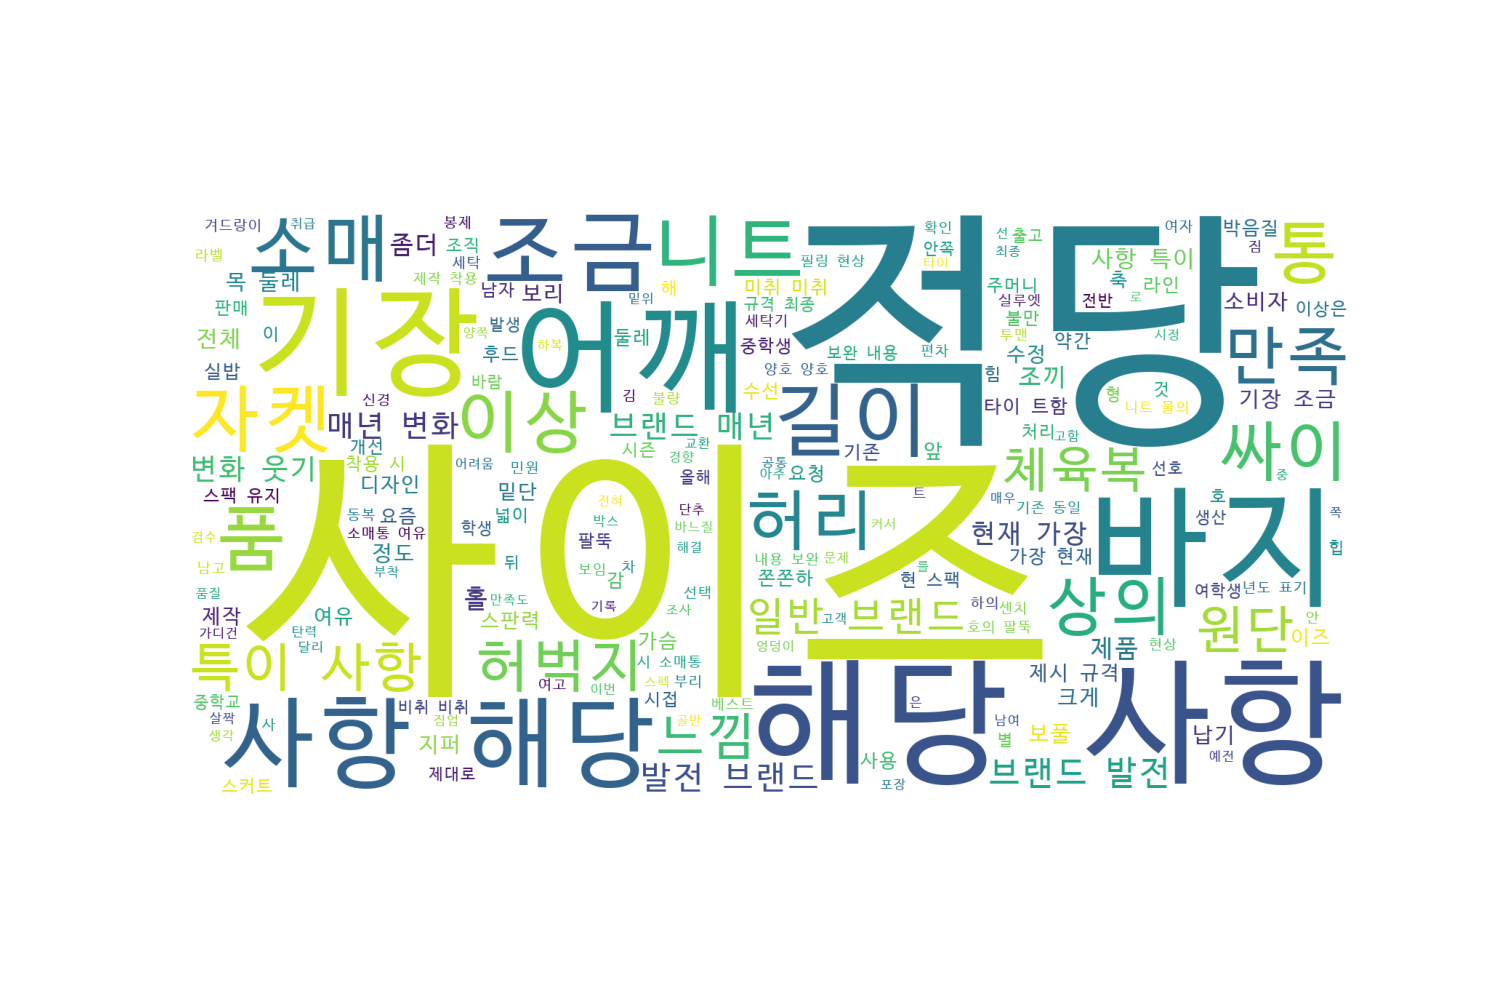 겨드랑이
취급
소매
좀더
봉제
조직
세탁
조금
니트
적당
확인
안쪽
타이
선 출고
최종
여자
박음질
짐
통
라벨
목 둘레
제작 착용
남자
보리
밑위
필링 현상
해
미취 미취
주머니
사항 특이
축
라인
판매
기장
양쪽
발생
어깨
둘레
규격 최종
세탁기
실루엣
전반
로
소비자
이상은
전체
이
후드
하복
중학생
보완 내용
편차
불만
투맨
수정
약간
시정
만족
실밥
바람
양호 양호
힘
조끼
자켓
신경
김
불량
수선
길이
타이 트함
형
것
니트 물의
기장 조금
매년 변화
이상
브랜드 매년
처리
고함
싸이
개선
시즌
교환
기존
앞
변화 웃기
착용 시
어려움
민원
경향
공통
아주
요청
체육복
선호
중
스팩 유지
디자인
밑단
올해
매우
기존 동일
바지
호
쪽
품
동복
요즘
넓이
사이즈
전혀
단추
허리
트
생산
소매통 여유
학생
박스
바느질
커서
현재 가장
힙
검수
정도
팔뚝
해결
내용 보완
문제
가장 현재
남고
부착
뒤
보임
차
감
쫀쫀하
를
현 스팩
상의
여학생
년도 표기
품질
홀
만족도
기록
선택
조사
일반
브랜드
하의
센치
제작
여유
스판력
고객
호의 팔뚝
원단
안
가디건
탄력
달리
가슴
엉덩이
제품
현상
이즈
특이 사항
허벅지
시 소매통
제시 규격
여고
이번
스펙
부리
중학교
비취 비취
시접
베스트
해당
은
크게
사항
살짝
생각
사
사항
짐업
해당
골반
느낌
남여
별
보풀
납기
지퍼
사용
예전
스커트
제대로
발전 브랜드
포장
브랜드 발전